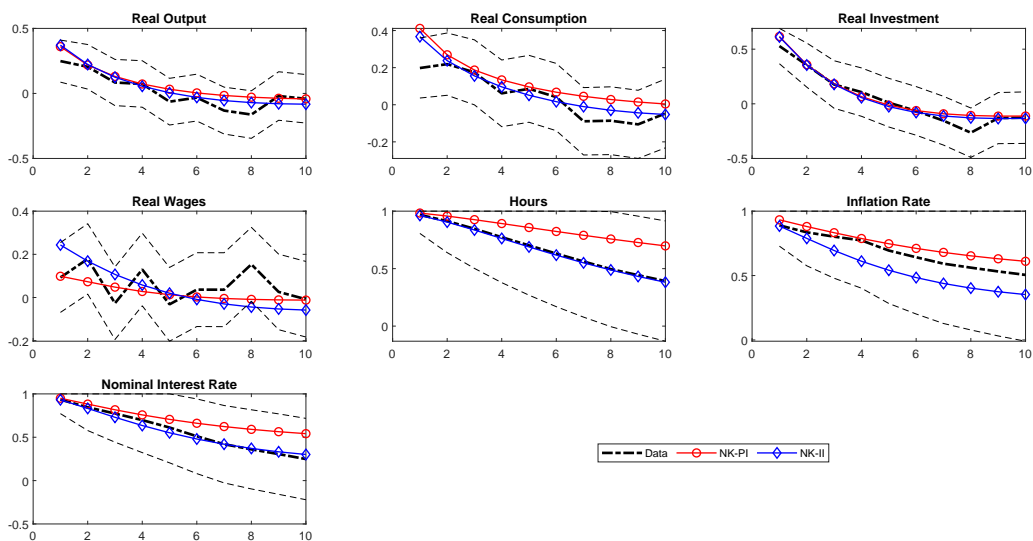 Real Output
0.5
0
-0.5
0 2 4 6 8 10
Real Consumption
0.4
0.2
0
-0.2
0 2 4 6 8 10
Real Investment
0.5
0
-0.5
0 2 4 6 8 10
Real Wages
0.4
0.2
0
-0.2
0 2 4 6 8 10
Hours
1
0.5
0
0 2 4 6 8 10
Inflation Rate
1
0.5
0
0 2 4 6 8 10
Nominal Interest Rate
1
0.5
0
-0.5
0 2 4 6 8 10
Data NK-PI NK-II